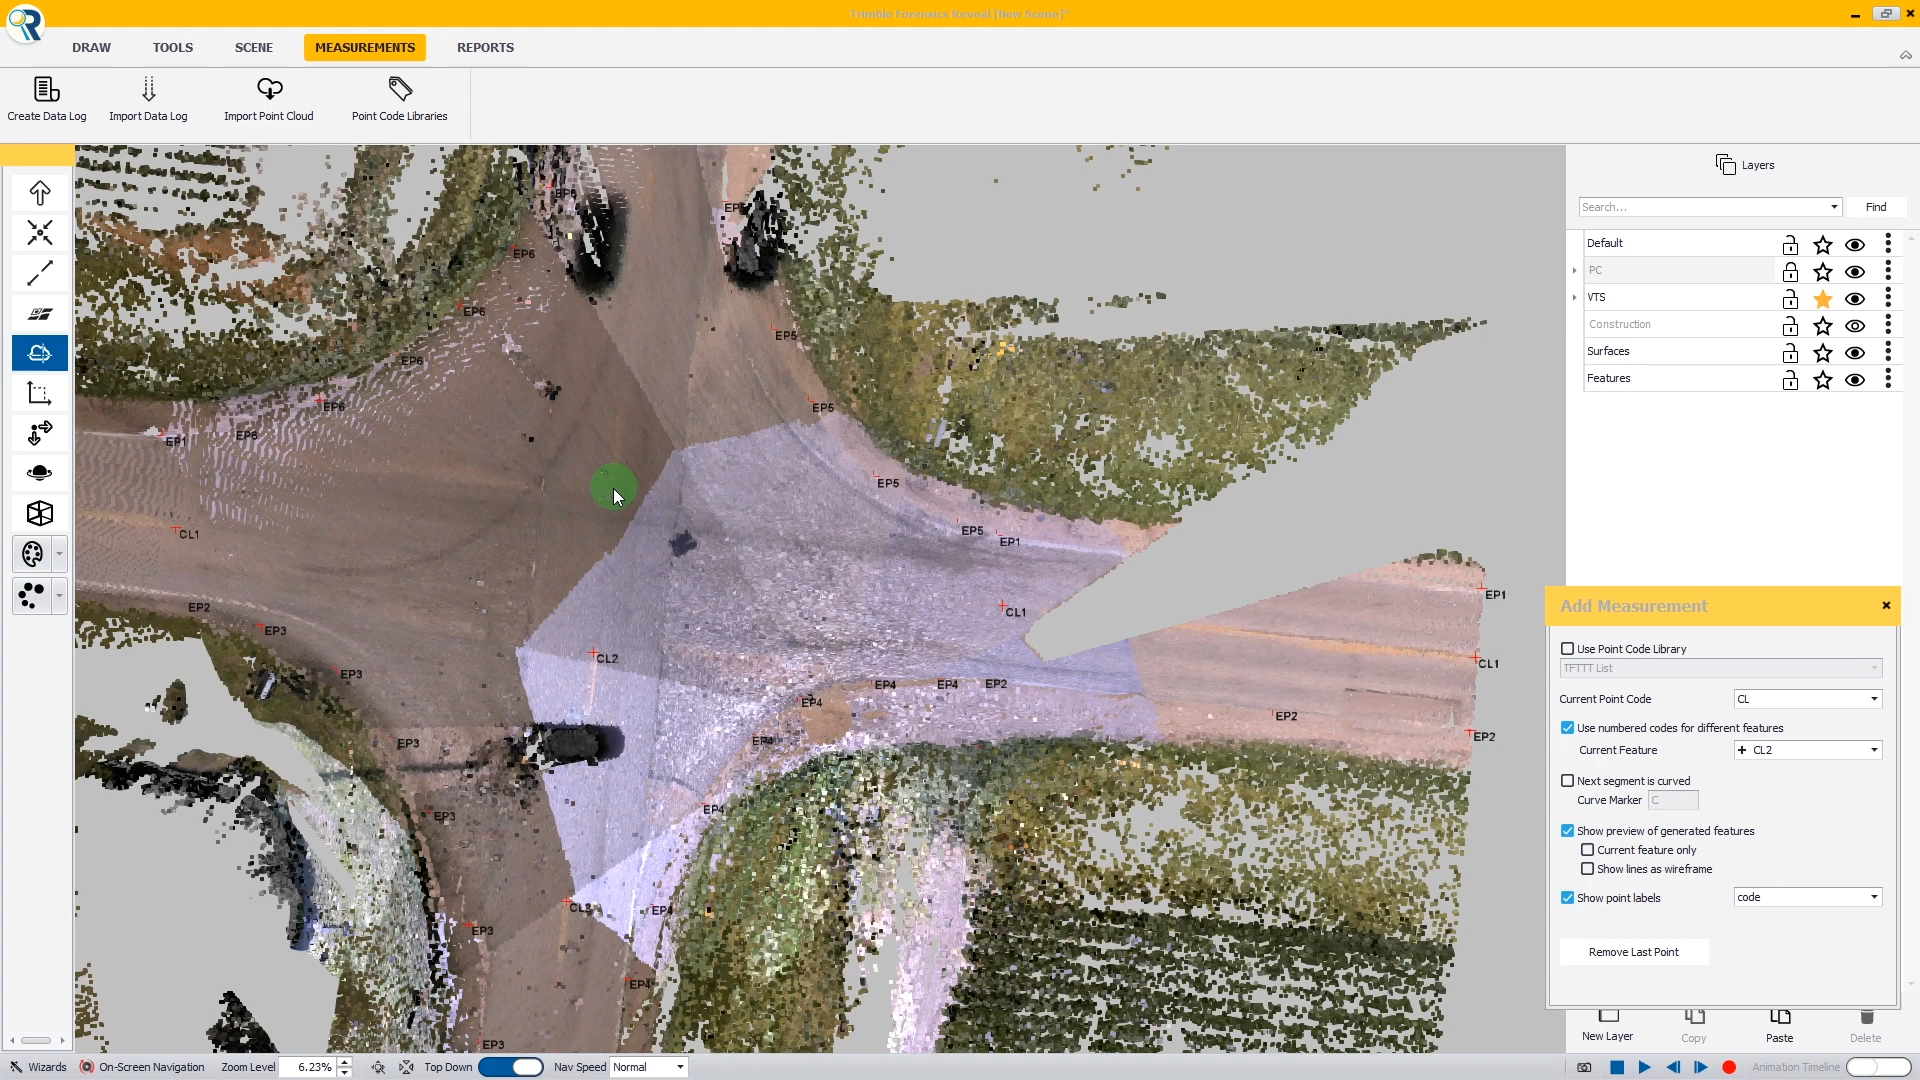 Trimble Forensics Reveal [New Scene]*
DRAW TOOLS SCENE MEASUREMENTS REPORTS
Create Data Log Import Data Log Import Point Cloud Point Code Libraries
Layers
Search... Find
Default
PC
VTS
Construction
Surfaces
Features
EP6
EP6
EP6
EP6
EP6
EP6
EP1
CL1
EP2
EP3
EP3
EP3
EP3
EP3
EP3
EP5
EP5
EP5
EP5
EP1
CL1
CL2
EP4
EP4
EP2
EP4
EP4
EP4
CL2
EP4
EP4
EP2
EP1
CL1
EP2
Add Measurement
Use Point Code Library
TFTTT List
Current Point Code CL
Use numbered codes for different features
Current Feature + CL2
Next segment is curved
Curve Marker C
Show preview of generated features
Current feature only
Show lines as wireframe
Show point labels code
Remove Last Point
New Layer Copy Paste Delete
Wizards On-Screen Navigation Zoom Level 6.23% Top Down Nav Speed Normal Animation Timeline